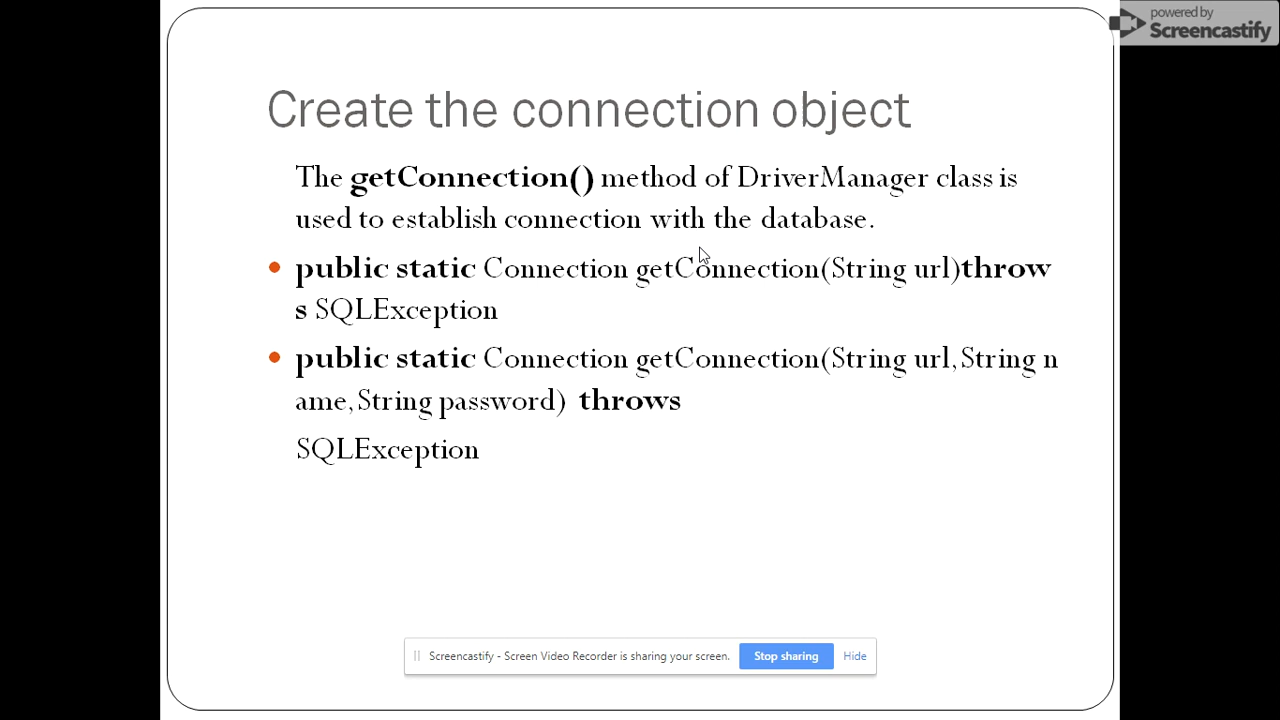 powered by
Screencastify
Create the connection object
The getConnection() method of DriverManager class is
used to establish connection with the database.
• public static Connection getConnection(String url)throw
s SQLException
• public static Connection getConnection(String url,String n
ame,String password) throws
SQLException
Screencastify - Screen Video Recorder is sharing your screen. Stop sharing Hide